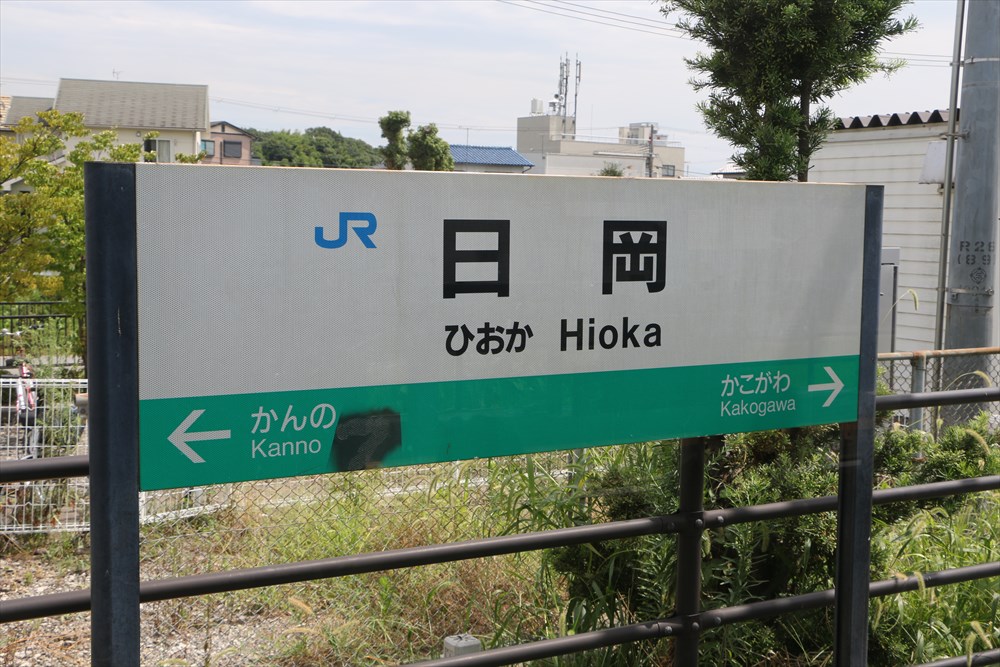 JR
日岡
ひおか Hioka
← かんの
Kanno
かこがわ →
Kakogawa